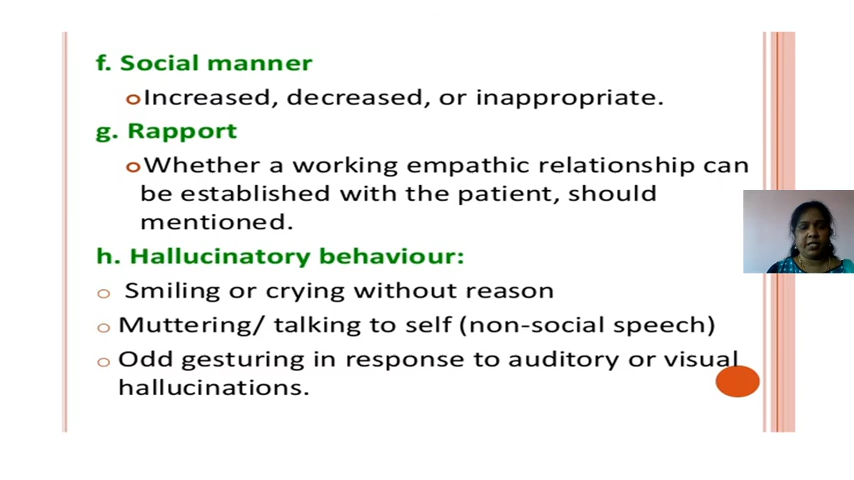 f. Social manner
Increased, decreased, or inappropriate.
g. Rapport
Whether a working empathic relationship can
be established with the patient, should
mentioned.
h. Hallucinatory behaviour:
Smiling or crying without reason
Muttering/ talking to self (non-social speech)
Odd gesturing in response to auditory or visual
hallucinations.